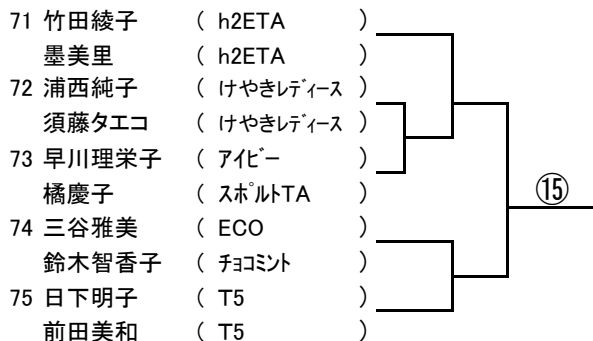 71 竹田綾子 ( h2ETA )
墨美里 ( h2ETA )
72 浦西純子 ( けやきﾚﾃﾞｨｰｽ )
須藤タエコ ( けやきﾚﾃﾞｨｰｽ )
73 早川理栄子 ( ｱｲﾋﾞｰ )
橘慶子 ( ｽﾎﾟﾙﾄTA )
⑮
74 三谷雅美 ( ECO )
鈴木智香子 ( ﾁｮｺﾐﾝﾄ )
75 日下明子 ( T5 )
前田美和 ( T5 )